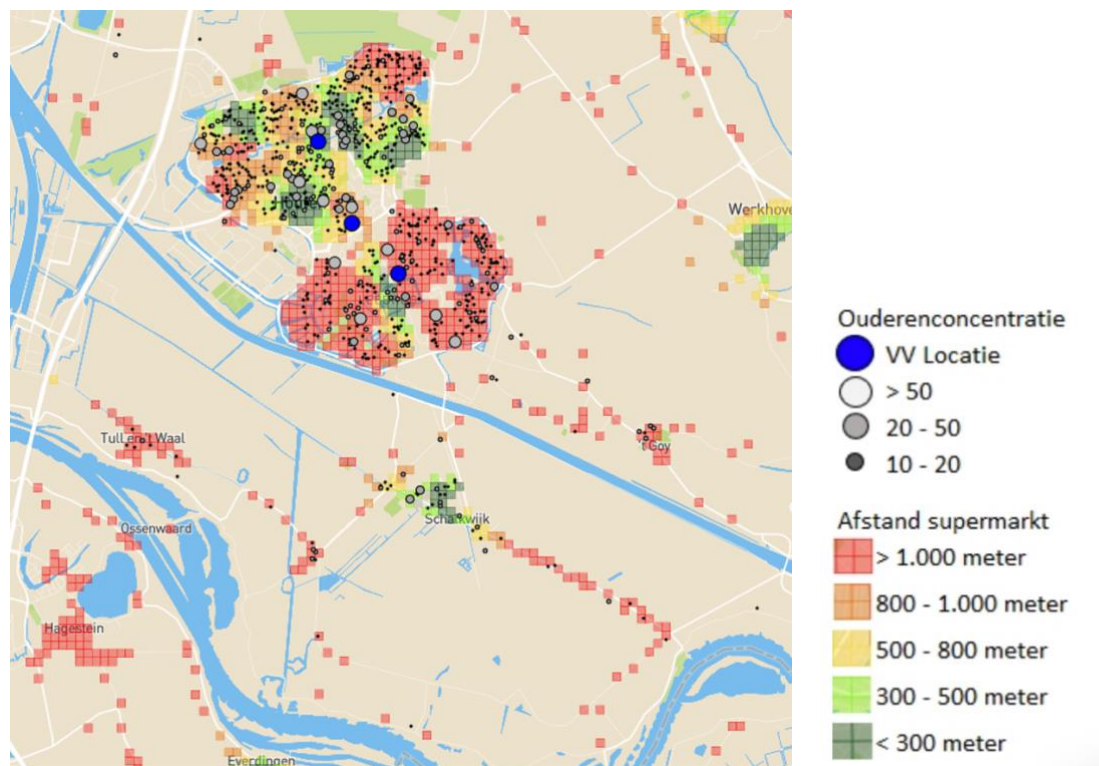 Werkhove
Ouderenconcentratie
VV Locatie
> 50
20 - 50
10 - 20
Tull en 't Waal
't Goy
Schalkwijk
Ossenwaard
Afstand supermarkt
> 1.000 meter
800 - 1.000 meter
Hagestein
500 - 800 meter
300 - 500 meter
< 300 meter
Everdingen